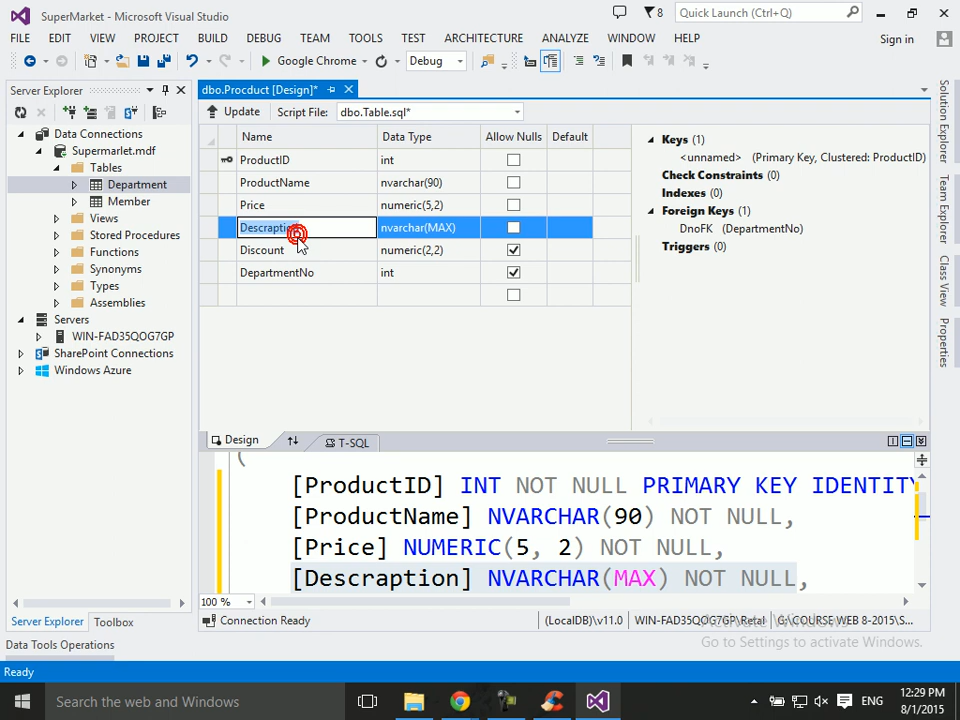 SuperMarket - Microsoft Visual Studio
8
Quick Launch (Ctrl+Q)
FILE EDIT VIEW PROJECT BUILD DEBUG TEAM TOOLS TEST ARCHITECTURE ANALYZE WINDOW HELP
Sign in
Google Chrome
Debug
Server Explorer
dbo.Procduct [Design]*
Update
Script File:
dbo.Table.sql*
Data Connections
Supermarlet.mdf
Tables
Department
Member
Views
Stored Procedures
Functions
Synonyms
Types
Assemblies
Servers
WIN-FAD35QOG7GP
SharePoint Connections
Windows Azure
Name Data Type Allow Nulls Default
ProductID int
ProductName nvarchar(90)
Price numeric(5,2)
Descraption nvarchar(MAX)
Discount numeric(2,2)
DepartmentNo int
Keys (1)
<unnamed> (Primary Key, Clustered: ProductID)
Check Constraints (0)
Indexes (0)
Foreign Keys (1)
DnoFK (DepartmentNo)
Triggers (0)
Solution Explorer
Team Explorer
Class View
Properties
Design
T-SQL
(
[ProductID] INT NOT NULL PRIMARY KEY IDENTITY
[ProductName] NVARCHAR(90) NOT NULL,
[Price] NUMERIC(5, 2) NOT NULL,
[Descraption] NVARCHAR(MAX) NOT NULL,
100 %
Connection Ready
(LocalDB)\v11.0
WIN-FAD35QOG7GP\Retal
G:\COURSE WEB 8-2015\S...
Activate Windows
Go to Settings to activate Windows.
Server Explorer
Toolbox
Data Tools Operations
Ready
Search the web and Windows
ENG
12:29 PM
8/1/2015